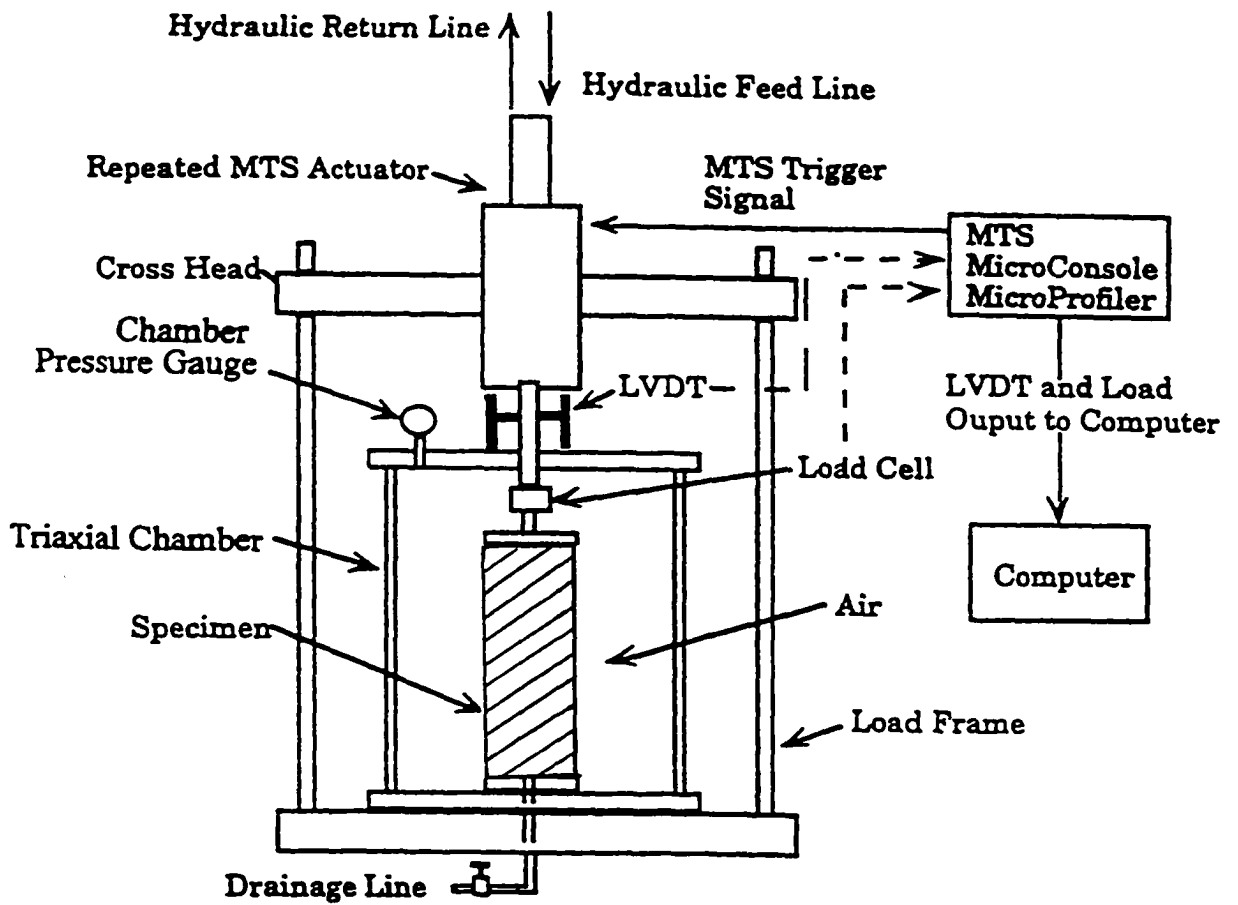 Hydraulic Return Line
Hydraulic Feed Line
Repeated MTS Actuator
MTS Trigger
Signal
MTS
MicroConsole
MicroProfiler
Cross Head
Chamber
Pressure Gauge
LVDT
LVDT and Load
Ouput to Computer
Load Cell
Triaxial Chamber
Computer
Air
Specimen
Load Frame
Drainage Line